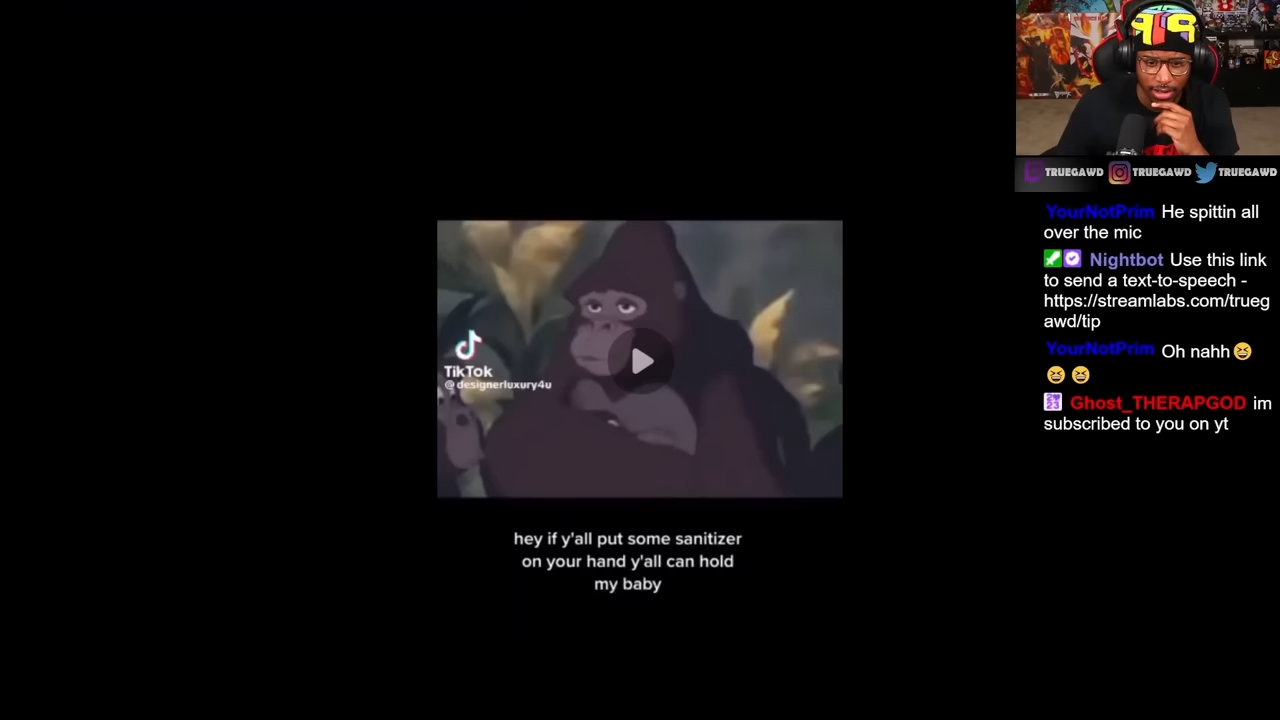 TRUEGAWD TRUEGAWD TRUEGAWD
YourNotPrim He spittin all
over the mic
Nightbot Use this link
to send a text-to-speech -
https://streamlabs.com/trueg
awd/tip
YourNotPrim Oh nahh😆
😆 😆
Ghost_THERAPGOD im
subscribed to you on yt
TikTok
@designerluxury4u
hey if y'all put some sanitizer
on your hand y'all can hold
my baby